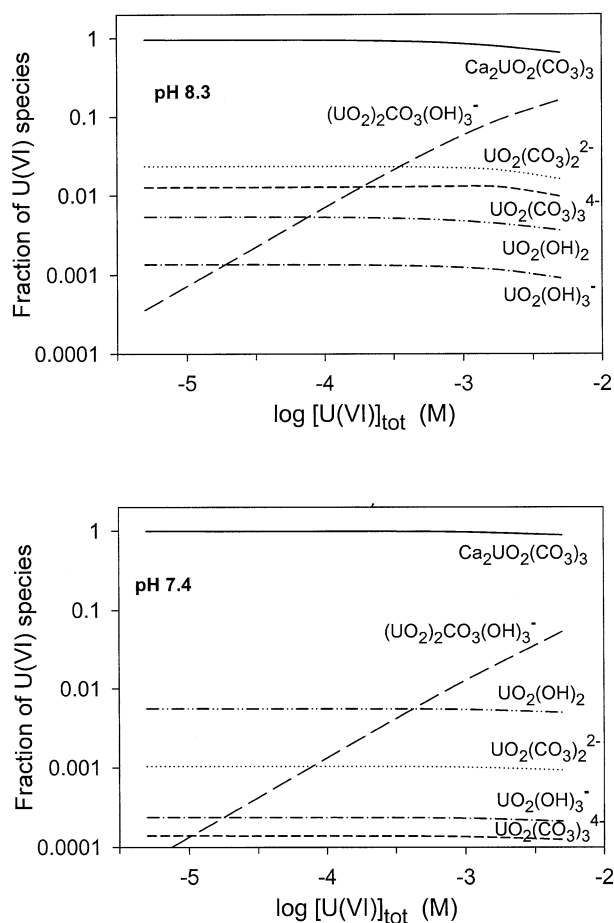 1
Ca₂UO₂(CO₃)₃
pH 8.3
(UO₂)₂CO₃(OH)₃⁻
0.1
UO₂(CO₃)₂²⁻
0.01
UO₂(CO₃)₃⁴⁻
UO₂(OH)₂
0.001
UO₂(OH)₃⁻
0.0001
Fraction of U(VI) species
-5 -4 -3 -2
log [U(VI)]tot (M)
1
Ca₂UO₂(CO₃)₃
pH 7.4
0.1
(UO₂)₂CO₃(OH)₃⁻
0.01
UO₂(OH)₂
UO₂(CO₃)₂²⁻
0.001
UO₂(OH)₃⁻
UO₂(CO₃)₃⁴⁻
0.0001
Fraction of U(VI) species
-5 -4 -3 -2
log [U(VI)]tot (M)